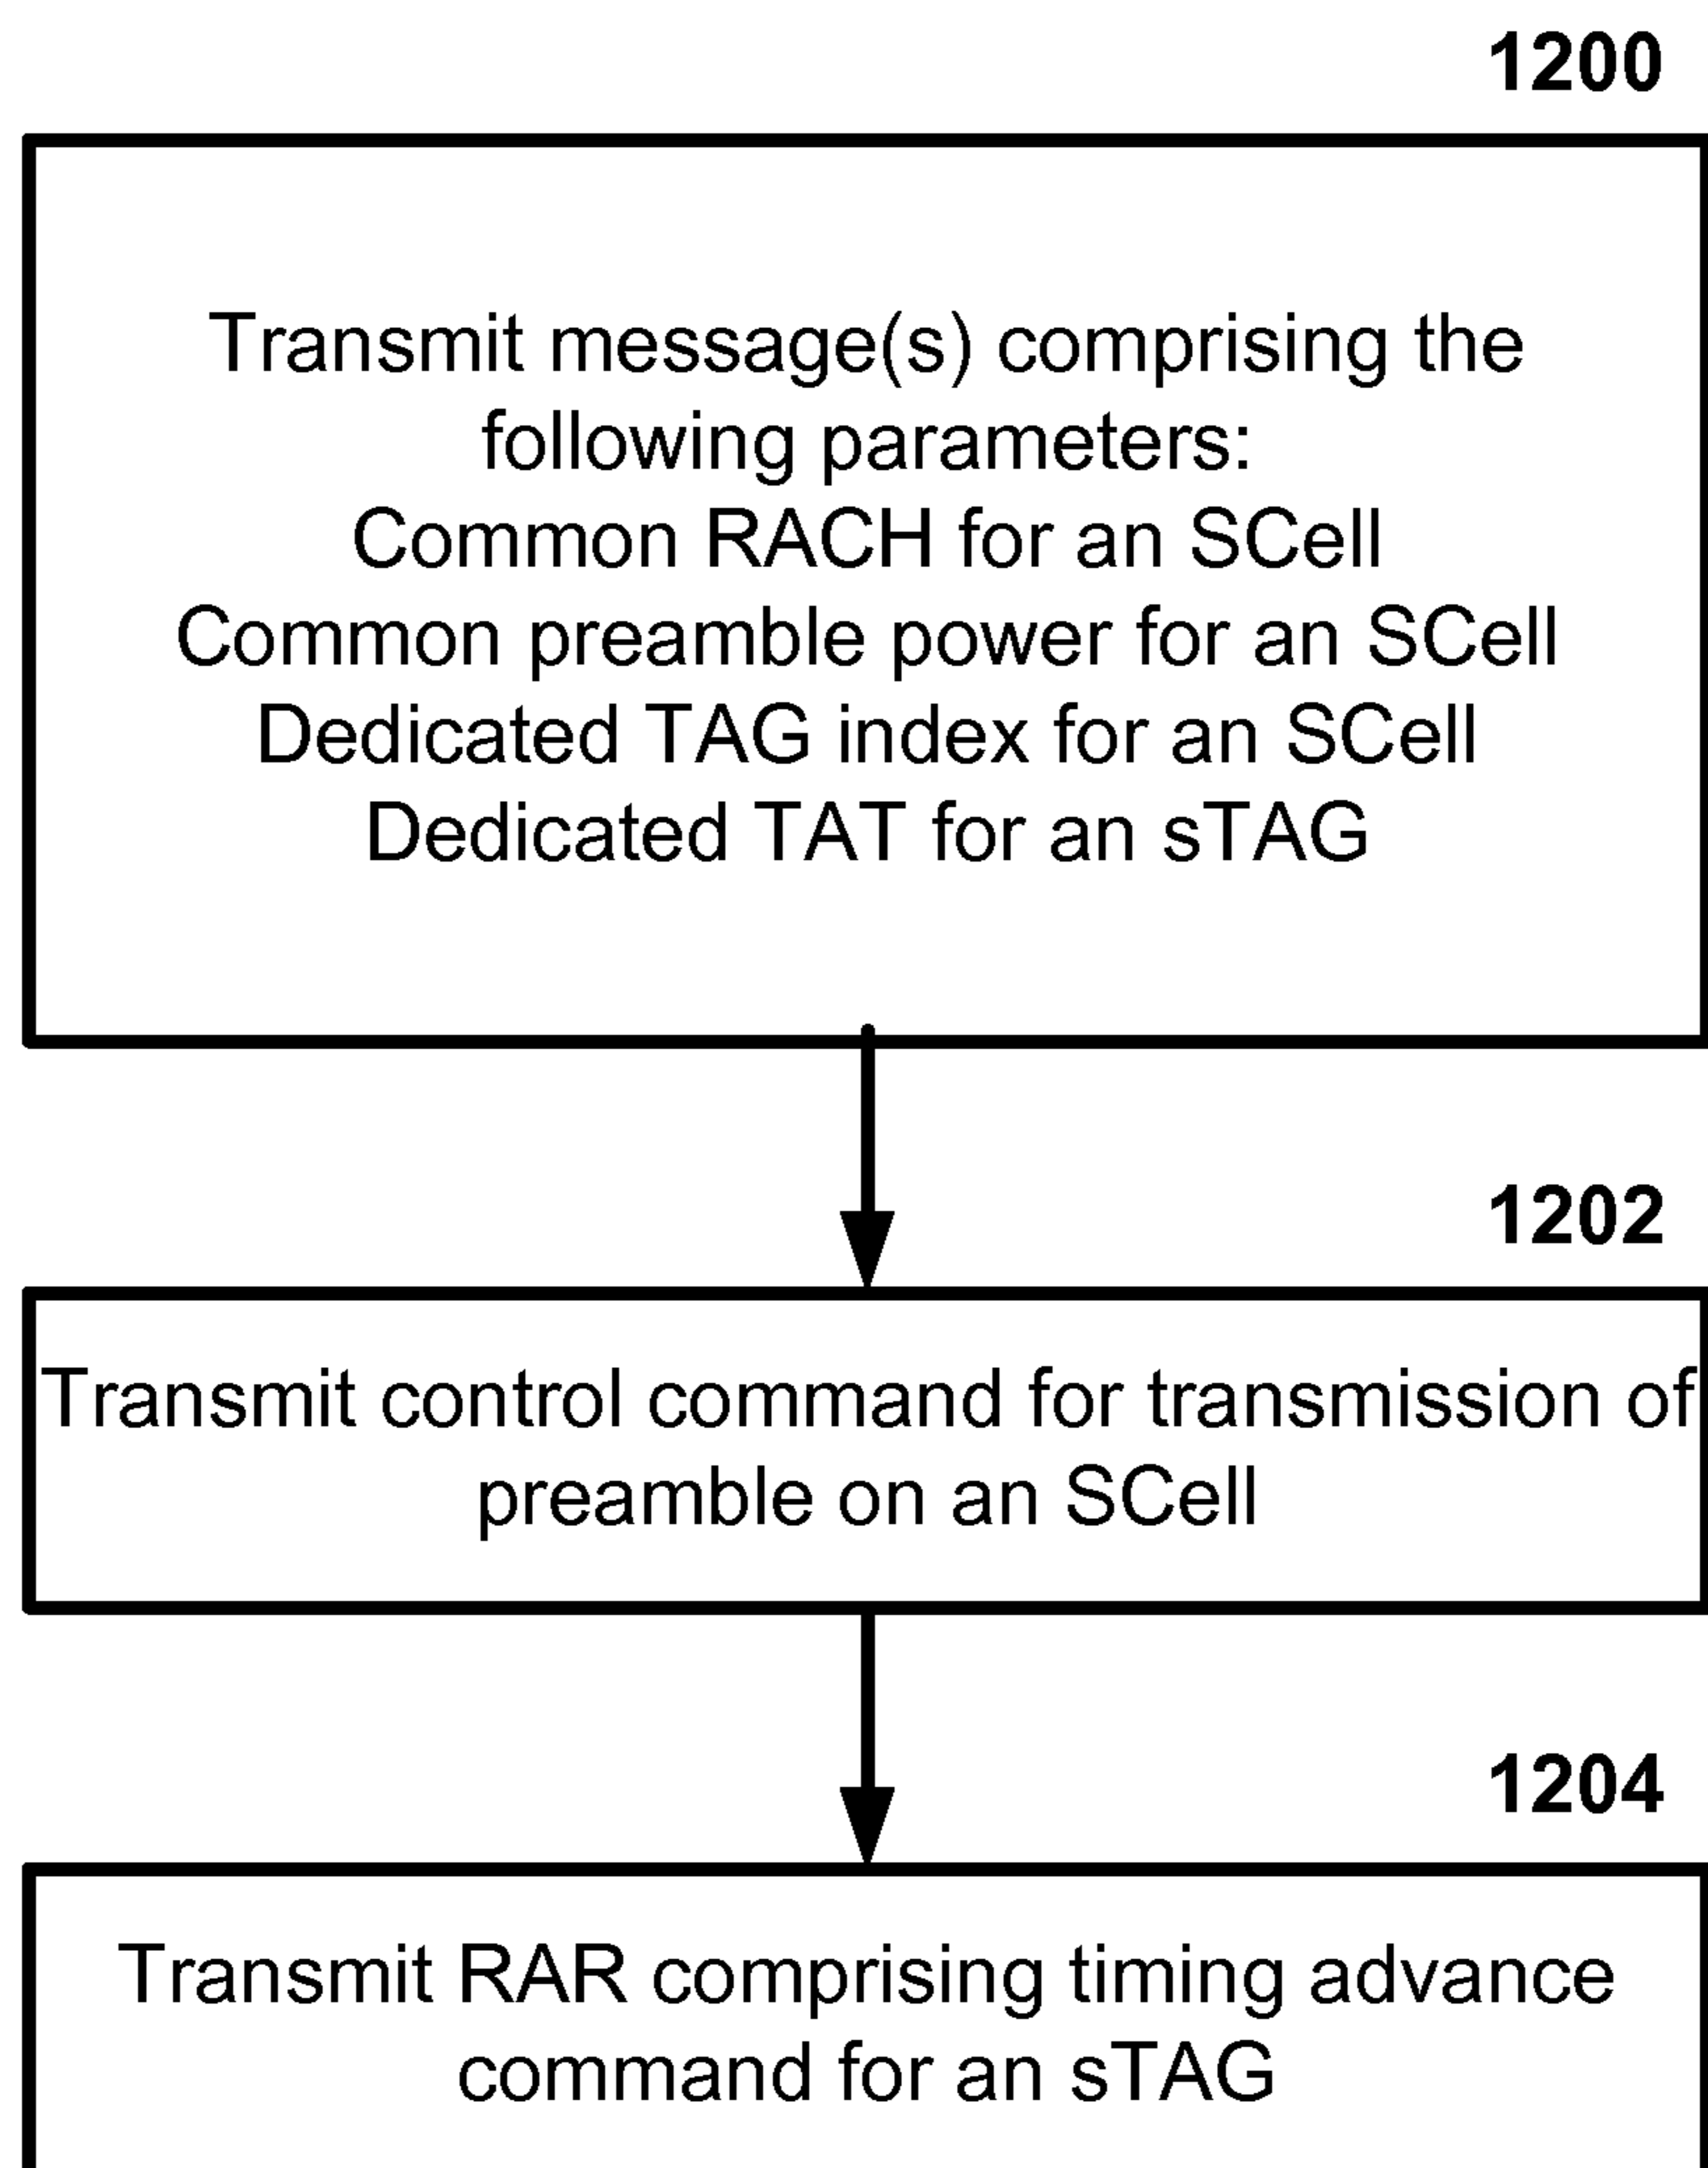 1200
Transmit message(s) comprising the
following parameters:
Common RACH for an SCell
Common preamble power for an SCell
Dedicated TAG index for an SCell
Dedicated TAT for an sTAG
1202
Transmit control command for transmission of
preamble on an SCell
1204
Transmit RAR comprising timing advance
command for an sTAG